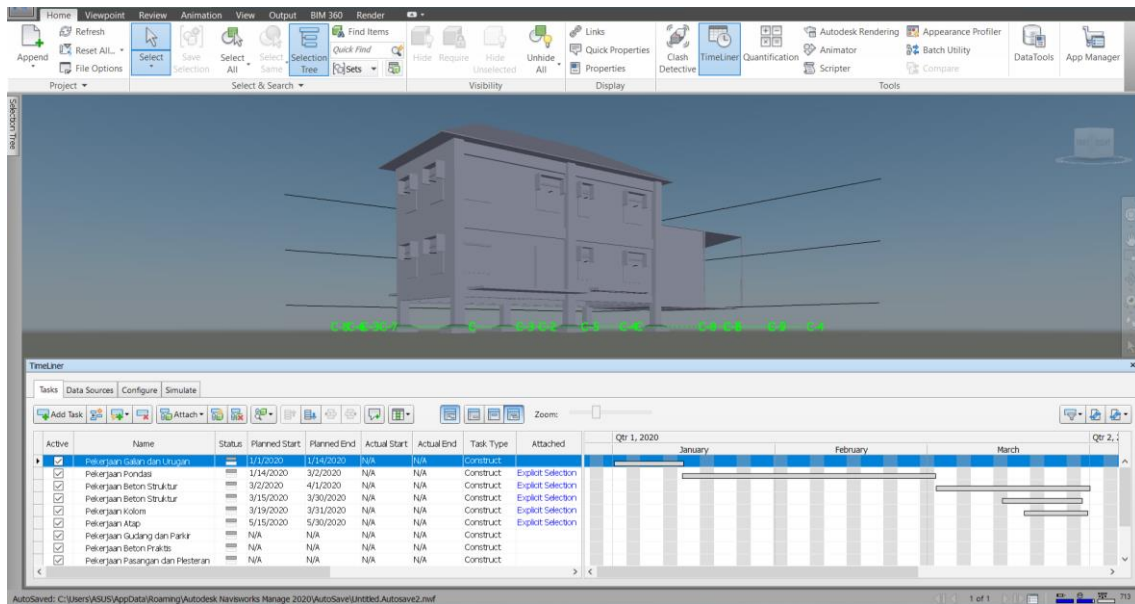 Home Viewpoint Review Animation View Output BIM 360 Render
Append
Refresh
Reset All...
File Options
Project
Select
Save Selection
Select All
Select Same
Selection Tree
Find Items
Quick Find
Sets
Select & Search
Hide
Require
Hide Unselected
Unhide All
Visibility
Links
Quick Properties
Properties
Display
Clash Detective
TimeLiner
Quantification
Autodesk Rendering
Animator
Scripter
Appearance Profiler
Batch Utility
Compare
Tools
DataTools
App Manager
Selection Tree
TimeLiner
Tasks Data Sources Configure Simulate
Add Task Attach Zoom:
Active Name Status Planned Start Planned End Actual Start Actual End Task Type Attached
Qtr 1, 2020
January February March
Pekerjaan Galian dan Urugan 1/1/2020 1/14/2020 N/A N/A Construct
Pekerjaan Pondasi 1/14/2020 3/2/2020 N/A N/A Construct Explicit Selection
Pekerjaan Beton Struktur 3/2/2020 4/1/2020 N/A N/A Construct Explicit Selection
Pekerjaan Beton Struktur 3/15/2020 3/30/2020 N/A N/A Construct Explicit Selection
Pekerjaan Kolom 3/19/2020 3/31/2020 N/A N/A Construct Explicit Selection
Pekerjaan Atap 5/15/2020 5/30/2020 N/A N/A Construct Explicit Selection
Pekerjaan Gudang dan Parkir N/A N/A N/A N/A Construct
Pekerjaan Beton Praktis N/A N/A N/A N/A Construct
Pekerjaan Pasangan dan Plesteran N/A N/A N/A N/A Construct
AutoSaved: C:\Users\ASUS\AppData\Roaming\Autodesk Navisworks Manage 2020\AutoSave\Untitled.Autosave2.nwf
1 of 1
713